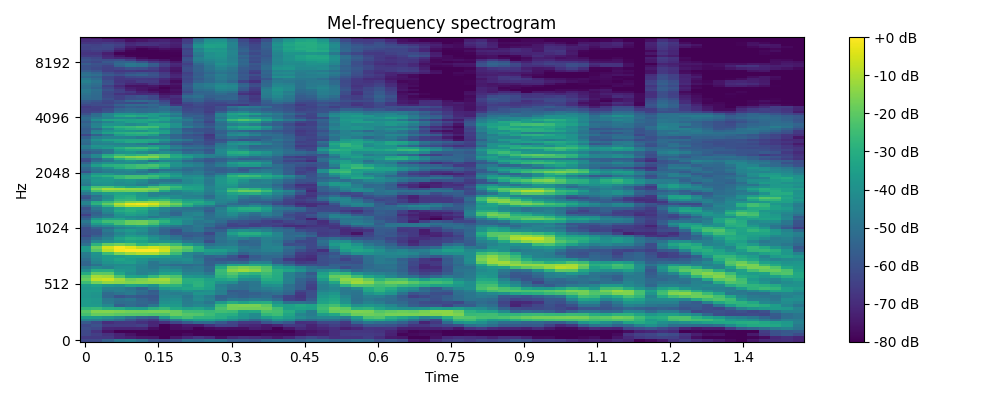 Mel-frequency spectrogram
Hz
8192
4096
2048
1024
512
0
0 0.15 0.3 0.45 0.6 0.75 0.9 1.1 1.2 1.4
Time
+0 dB
-10 dB
-20 dB
-30 dB
-40 dB
-50 dB
-60 dB
-70 dB
-80 dB